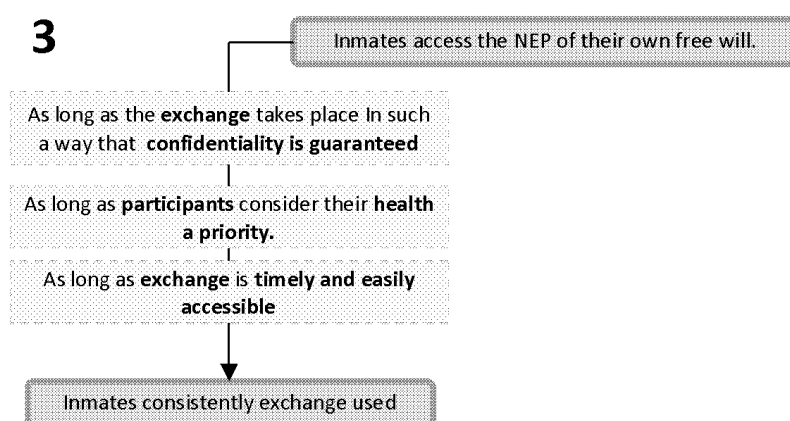 3
Inmates access the NEP of their own free will.
As long as the exchange takes place In such
a way that confidentiality is guaranteed
As long as participants consider their health
a priority.
As long as exchange is timely and easily
accessible
Inmates consistently exchange used